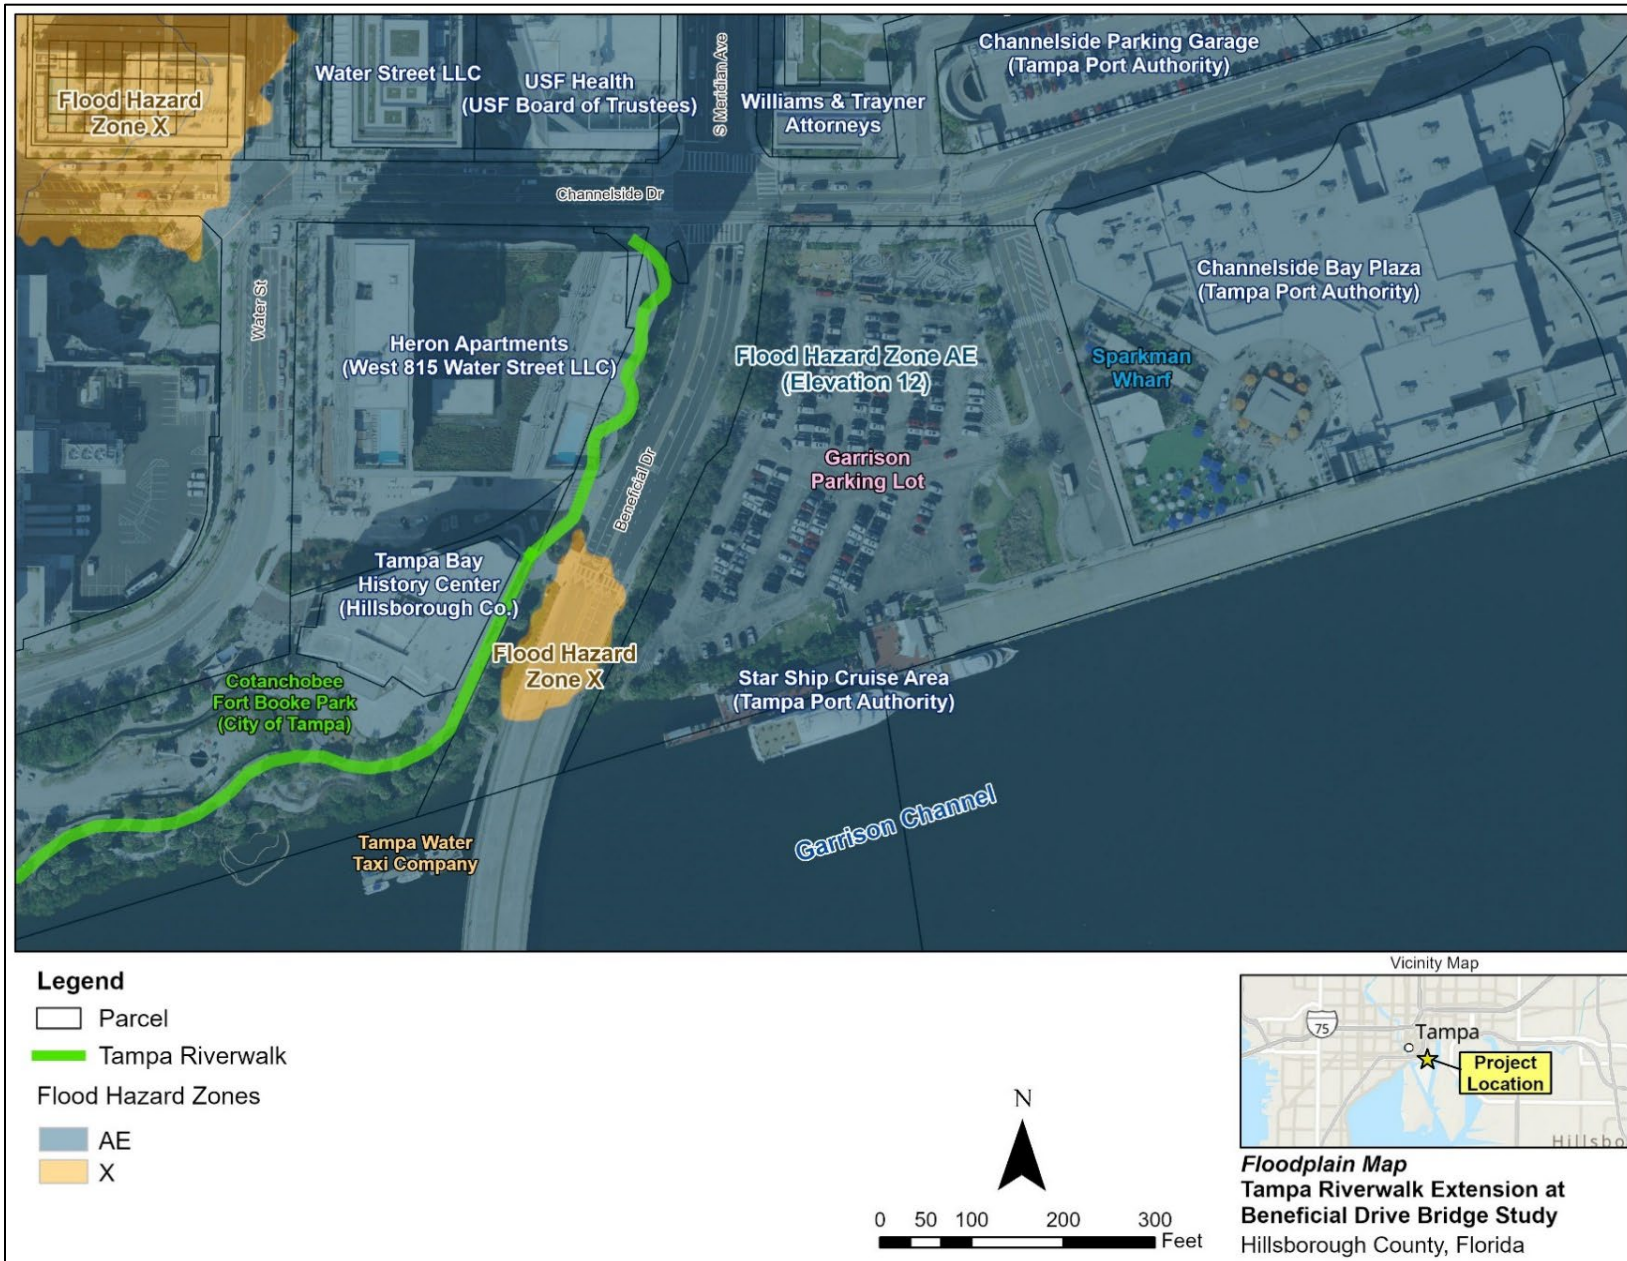 Channelside Parking Garage
(Tampa Port Authority)
Water Street LLC
USF Health
(USF Board of Trustees)
S Meridian Ave
Williams & Trayner
Attorneys
Flood Hazard
Zone X
Channelside Dr
Water St
Channelside Bay Plaza
(Tampa Port Authority)
Heron Apartments
(West 815 Water Street LLC)
Flood Hazard Zone AE
(Elevation 12)
Sparkman
Wharf
Garrison
Parking Lot
Beneficial Dr
Tampa Bay
History Center
(Hillsborough Co.)
Flood Hazard
Zone X
Cotanchobee
Fort Booke Park
(City of Tampa)
Star Ship Cruise Area
(Tampa Port Authority)
Garrison Channel
Tampa Water
Taxi Company
Legend
Parcel
Tampa Riverwalk
Flood Hazard Zones
AE
X
N
0 50 100 200 300
Feet
Vicinity Map
75
Tampa
Project
Location
Hillsbo
Floodplain Map
Tampa Riverwalk Extension at
Beneficial Drive Bridge Study
Hillsborough County, Florida